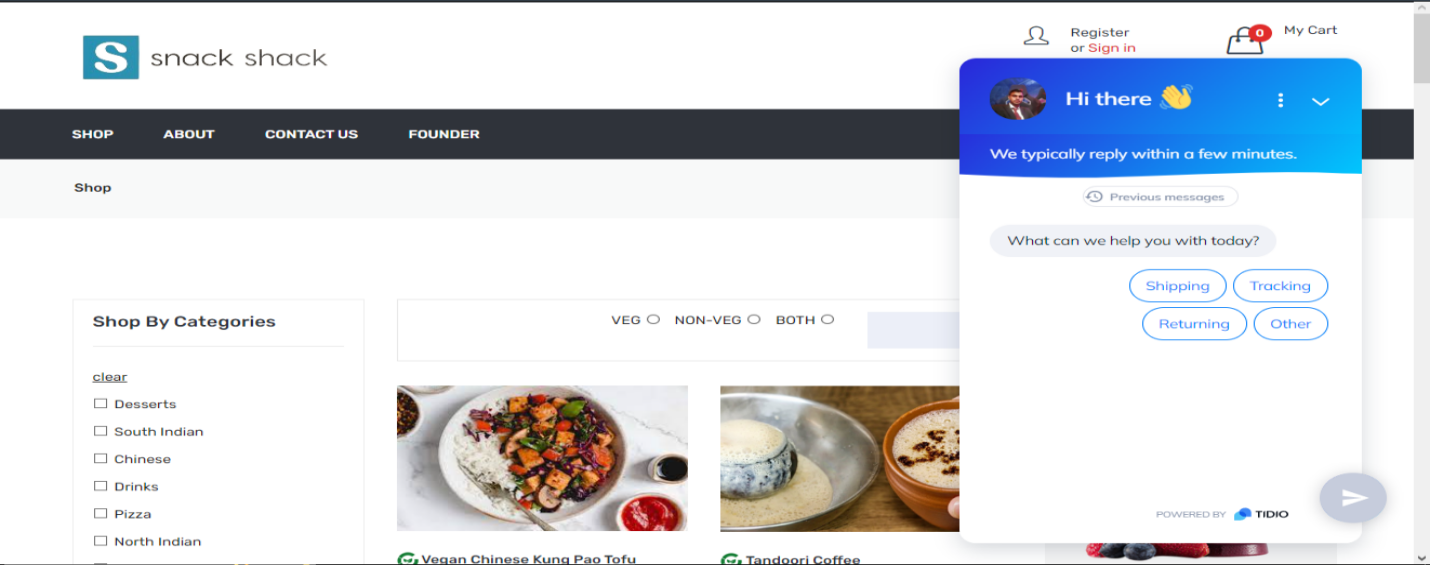 S snack shack
Register
or Sign in
0
My Cart
SHOP ABOUT CONTACT US FOUNDER
Shop
Hi there 👋
We typically reply within a few minutes.
Previous messages
What can we help you with today?
Shipping Tracking
Returning Other
POWERED BY TIDIO
Shop By Categories
clear
Desserts
South Indian
Chinese
Drinks
Pizza
North Indian
VEG NON-VEG BOTH
Vegan Chinese Kung Pao Tofu
Tandoori Coffee